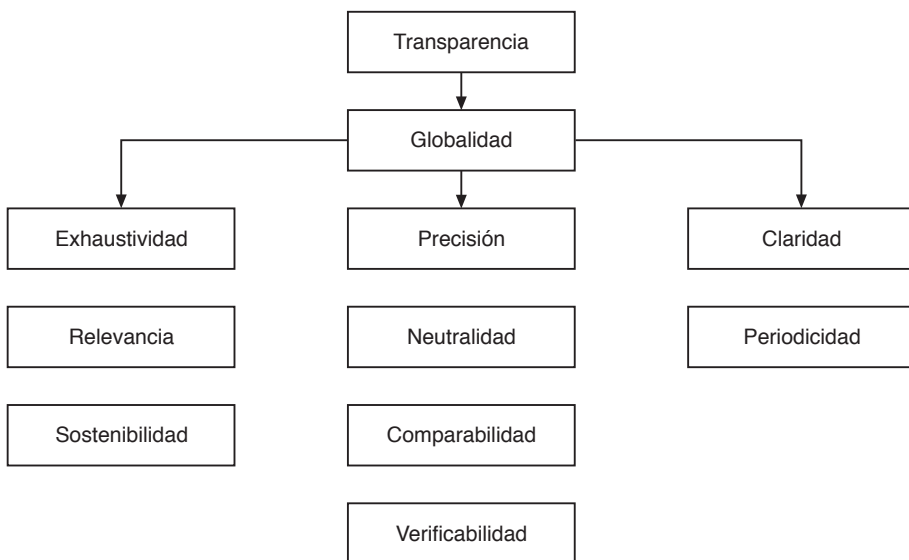 Transparencia
Globalidad
Exhaustividad
Precisión
Claridad
Relevancia
Neutralidad
Periodicidad
Sostenibilidad
Comparabilidad
Verificabilidad